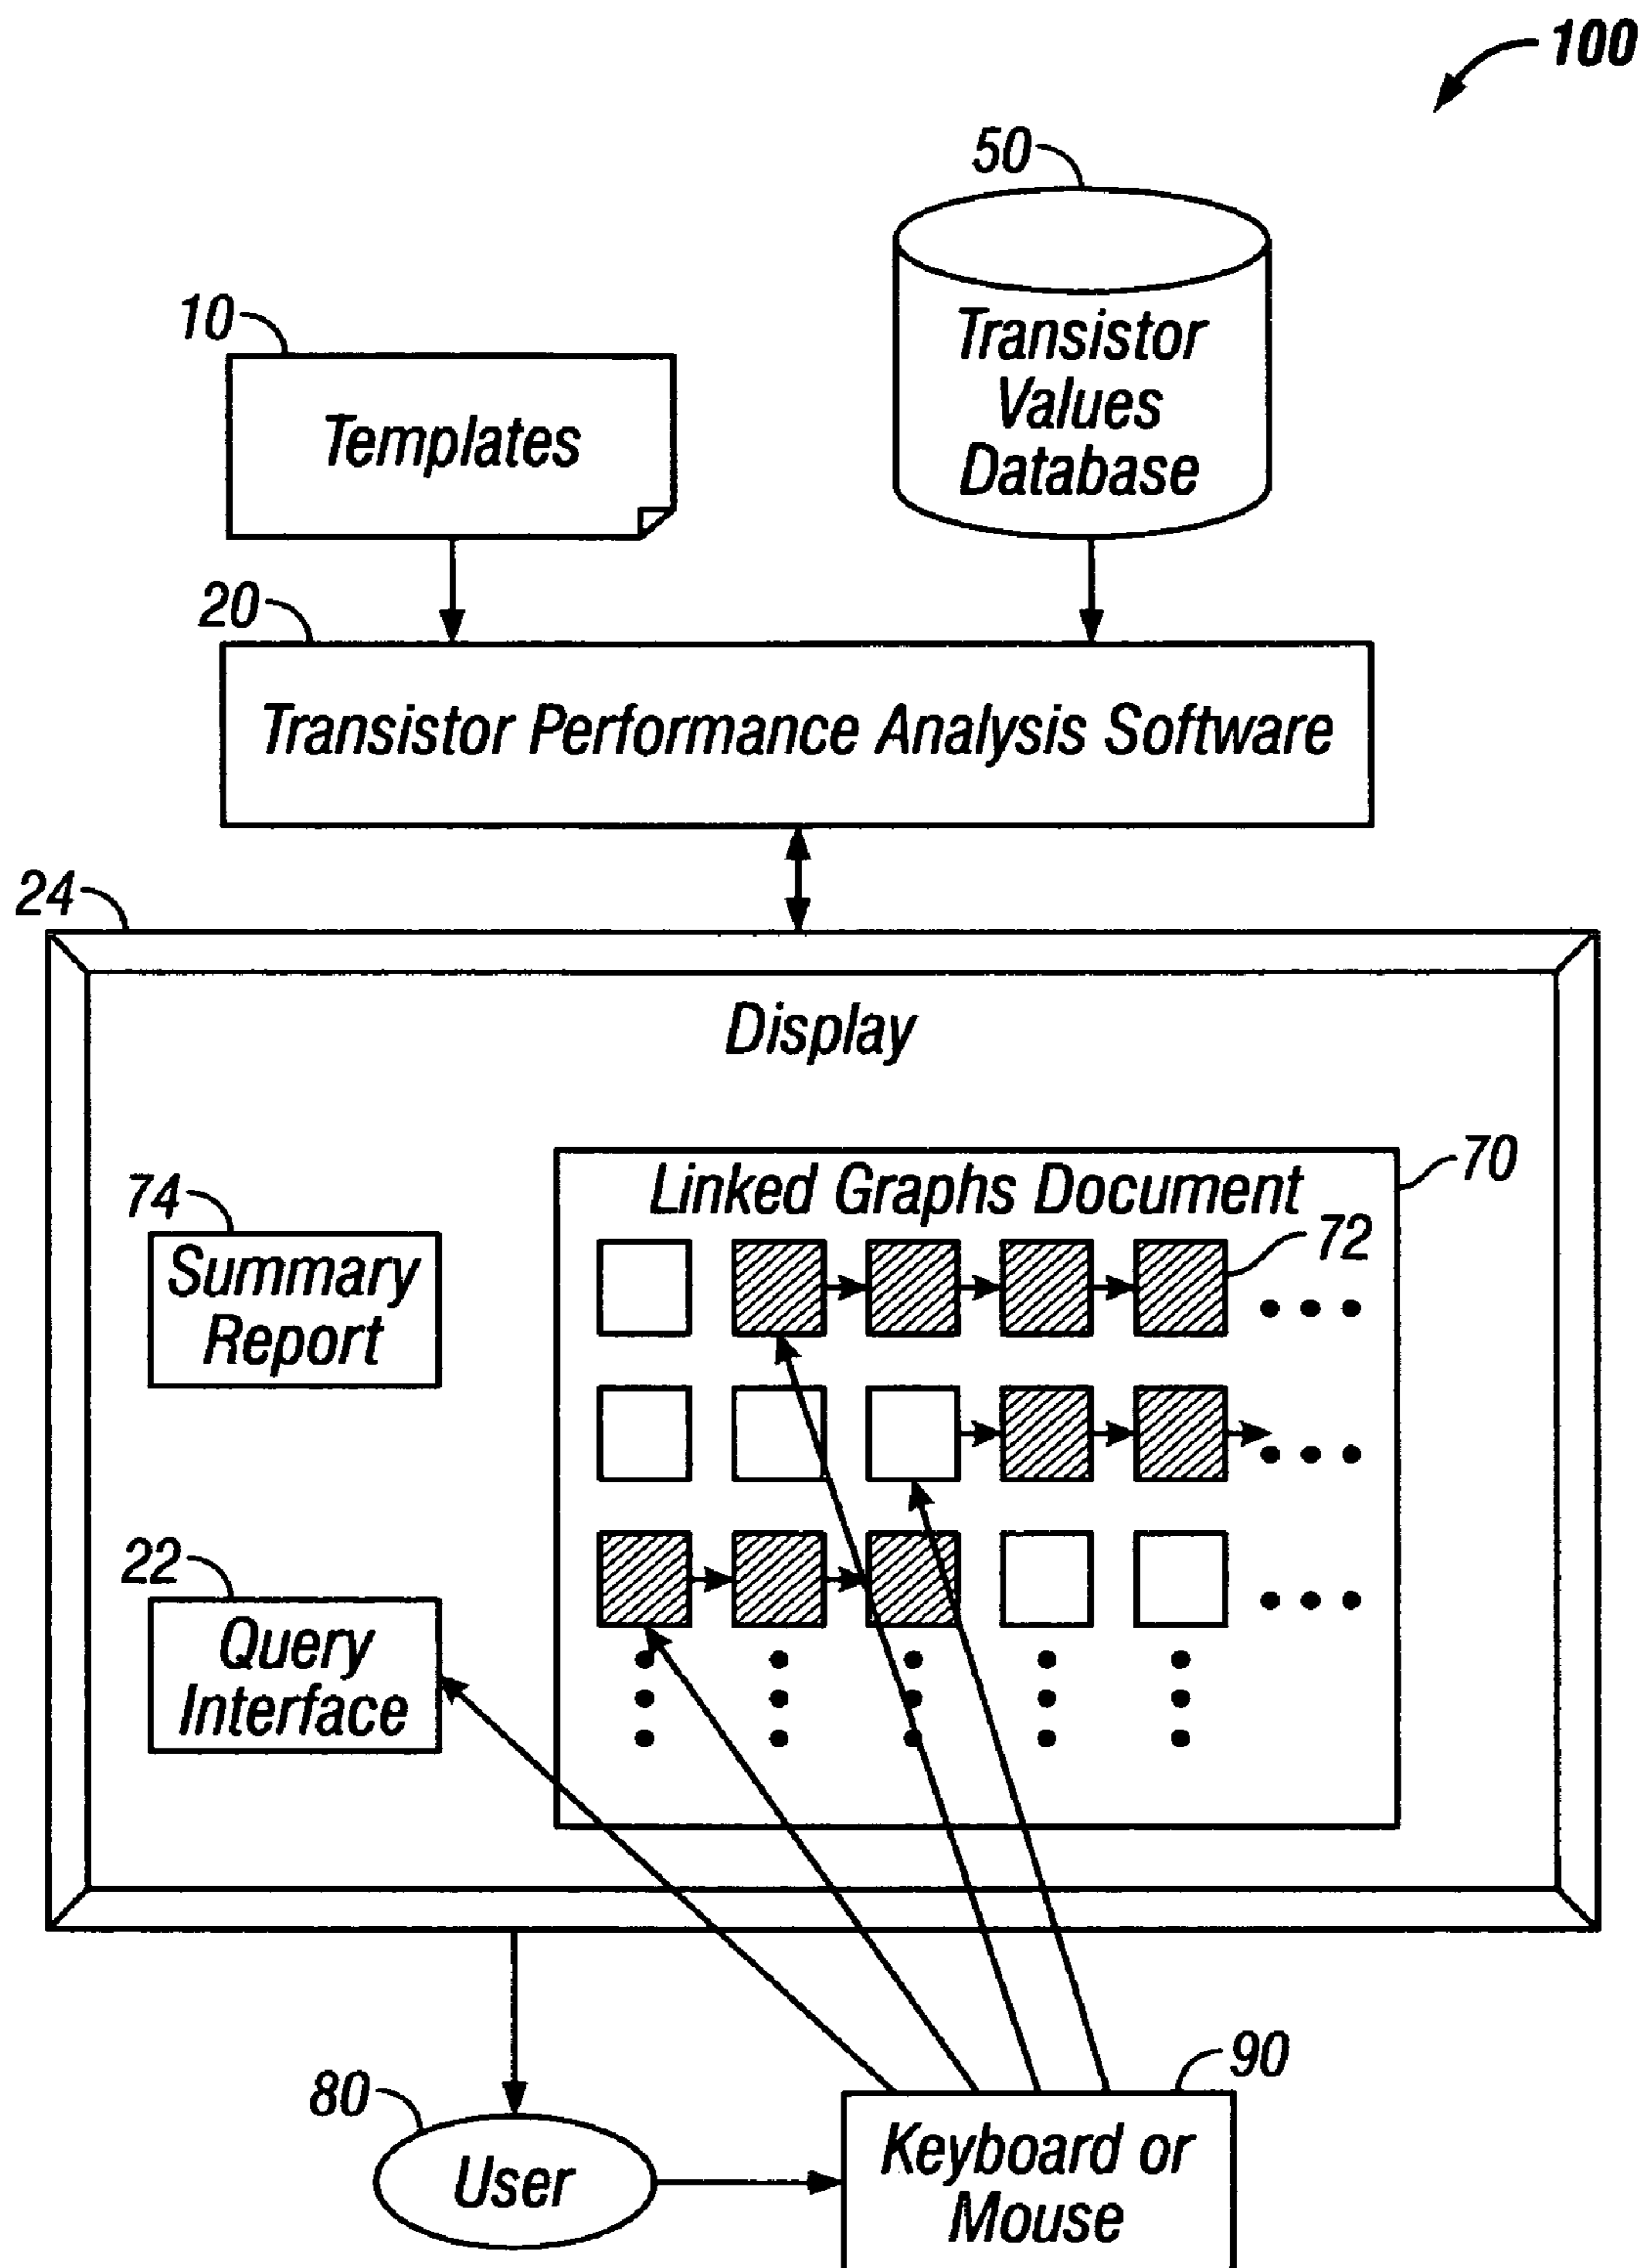 100
50
10
Transistor
Values
Database
Templates
20
Transistor Performance Analysis Software
24
Display
70
Linked Graphs Document
74
72
Summary
Report
22
Query
Interface
90
80
Keyboard or
Mouse
User